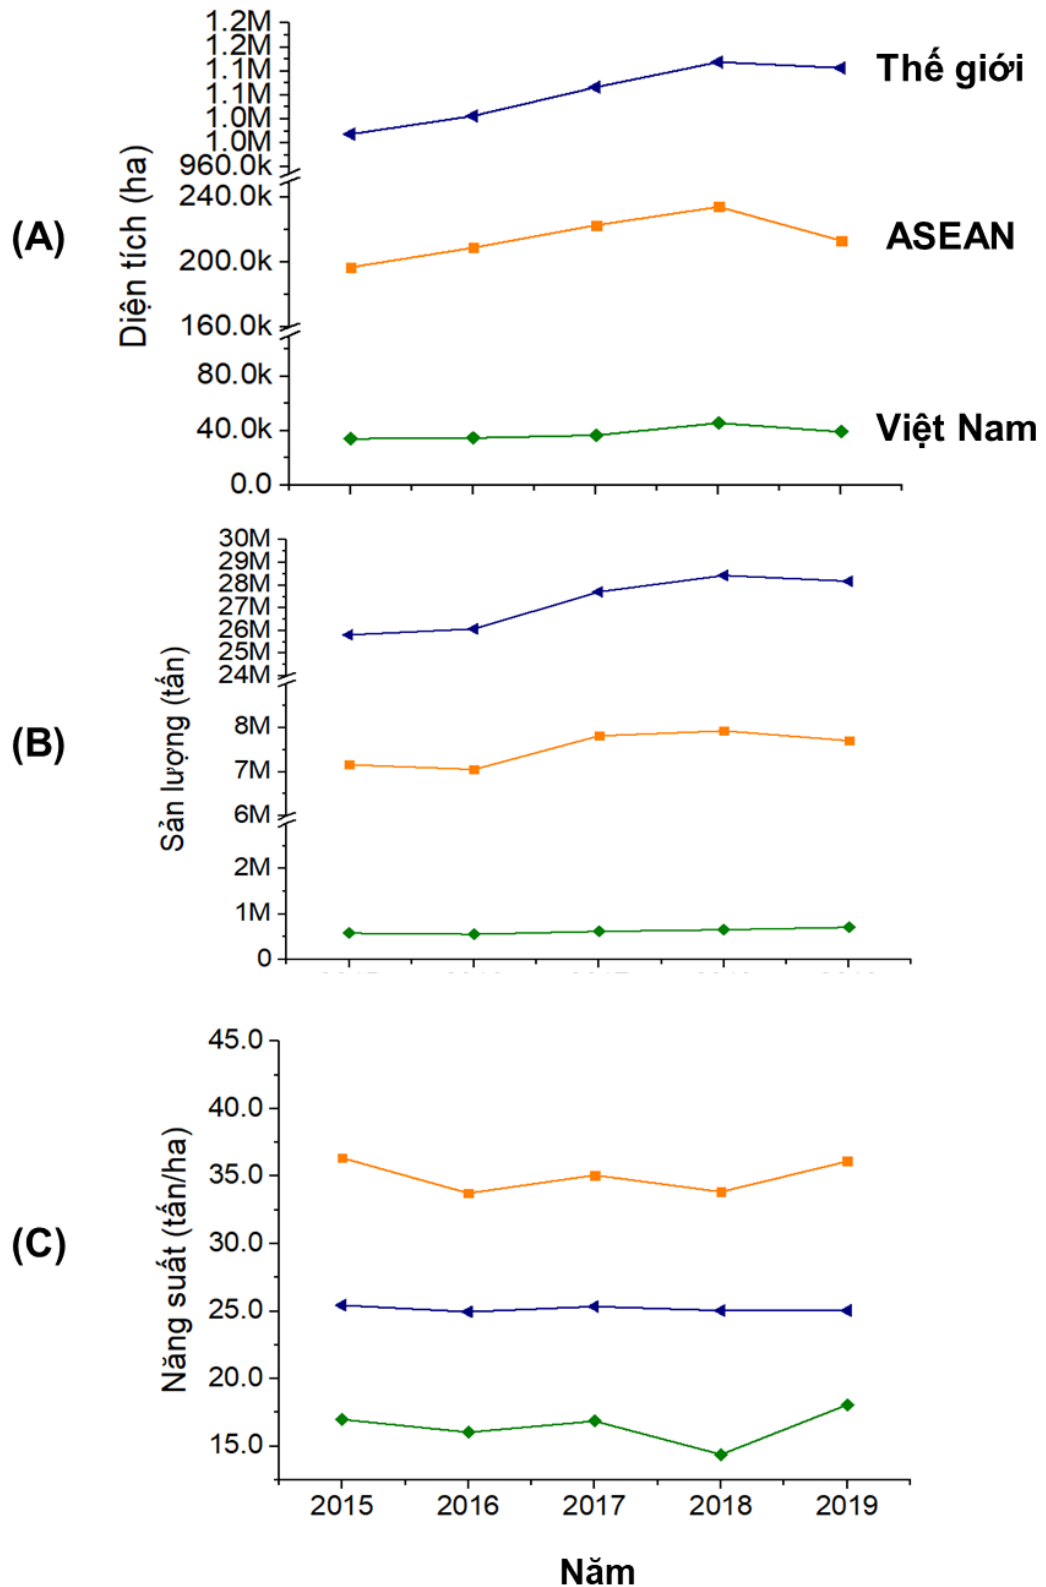 1.2M
1.2M
1.1M
1.1M
1.0M
1.0M
960.0k
240.0k
200.0k
160.0k
80.0k
40.0k
0.0
Diện tích (ha)
(A)
Thế giới
ASEAN
Việt Nam
30M
29M
28M
27M
26M
25M
24M
8M
7M
6M
2M
1M
0
Sản lượng (tấn)
(B)
45.0
40.0
35.0
30.0
25.0
20.0
15.0
Năng suất (tấn/ha)
(C)
2015 2016 2017 2018 2019
Năm